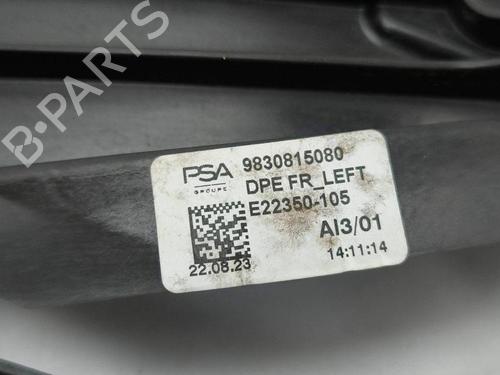 B-PARTS
PSA 9830815080
GROUPE
DPE FR_LEFT
E22350-105
AI3/01
22.08.23
14:11:14